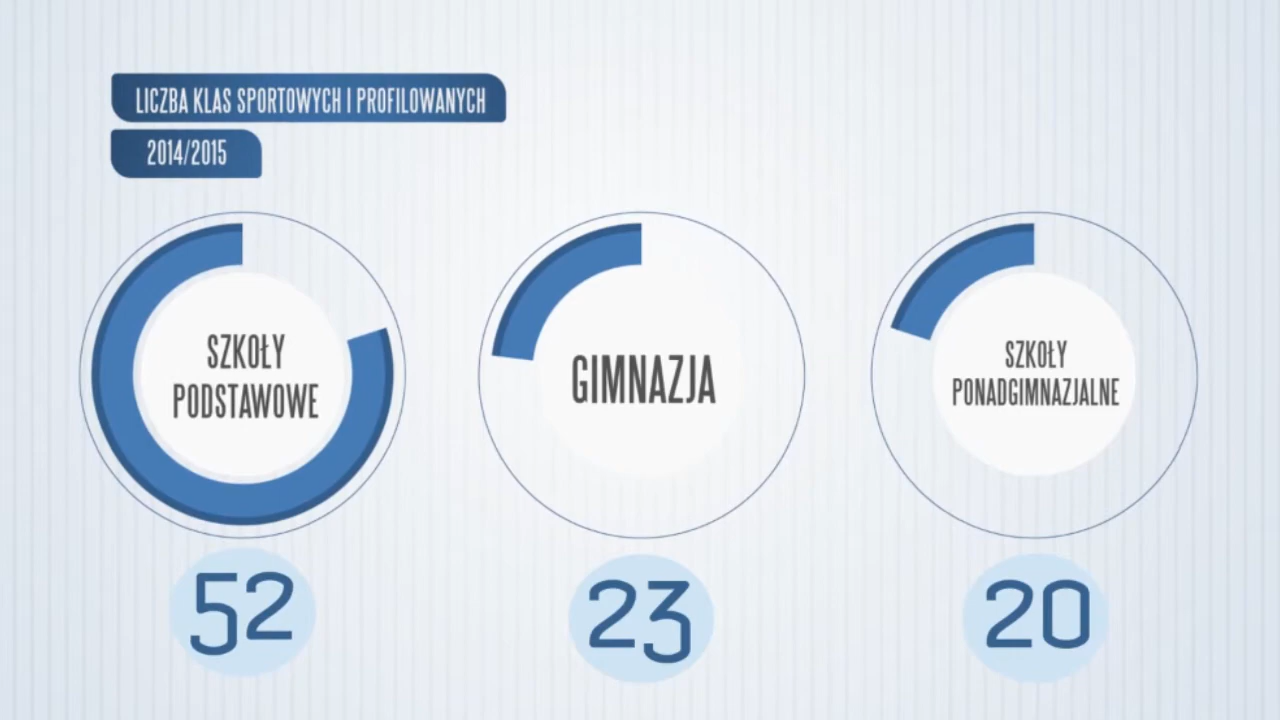 LICZBA KLAS SPORTOWYCH I PROFILOWANYCH
2014/2015
SZKOŁY
PODSTAWOWE
GIMNAZJA
SZKOŁY
PONADGIMNAZJALNE
52
23
20